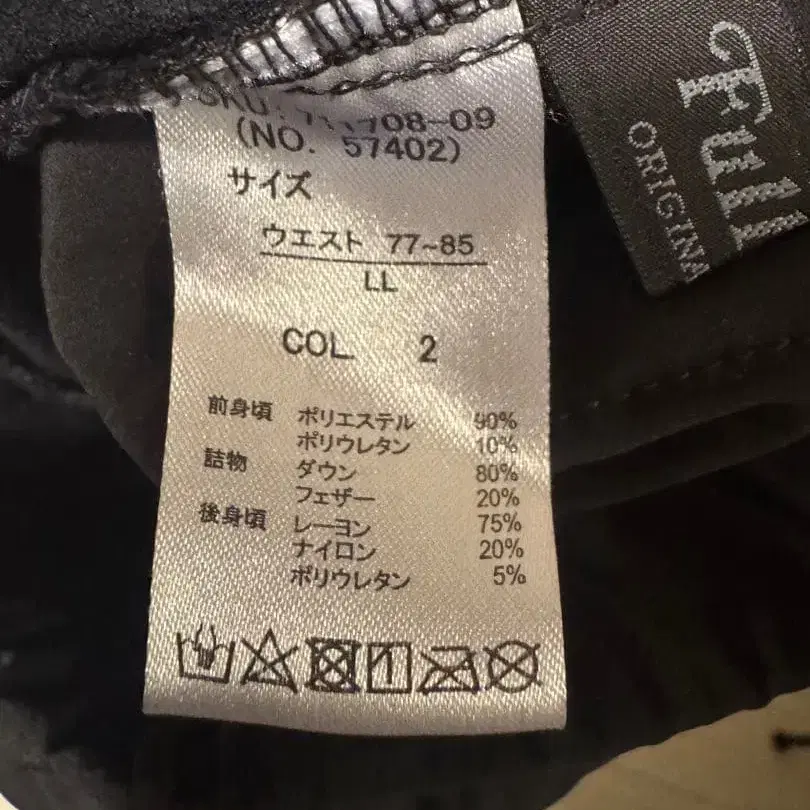 (NO. 57402)
サイズ
ウエスト 77~85
LL
COL 2
前身頃 ポリエステル 90%
ポリウレタン 10%
詰物 ダウン 80%
フェザー 20%
後身頃 レーヨン 75%
ナイロン 20%
ポリウレタン 5%
Full